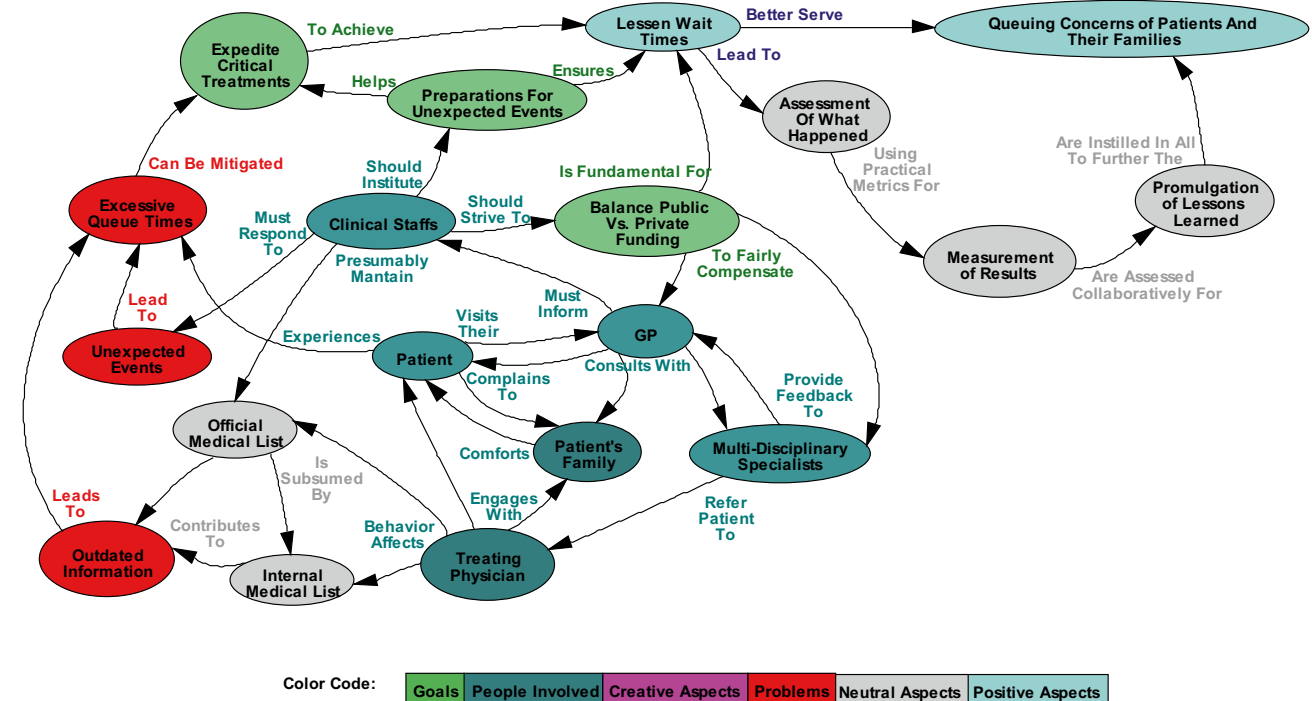 Expedite
Critical
Treatments
To Achieve
Lessen Wait
Times
Better Serve
Queuing Concerns of Patients And
Their Families
Lead To
Helps
Ensures
Preparations For
Unexpected Events
Assessment
Of What
Happened
Can Be Mitigated
Should
Institute
Is Fundamental For
Using
Practical
Metrics For
Are Instilled In All
To Further The
Excessive
Queue Times
Must
Respond
To
Clinical Staffs
Should
Strive To
Balance Public
Vs. Private
Funding
Promulgation
of Lessons
Learned
Presumably
Mantain
To Fairly
Compensate
Measurement
of Results
Are Assessed
Collaboratively For
Lead
To
Must
Inform
Unexpected
Events
Experiences
Visits
Their
GP
Patient
Consults With
Complains
To
Provide
Feedback
To
Official
Medical List
Comforts
Patient's
Family
Multi-Disciplinary
Specialists
Is
Subsumed
By
Leads
To
Contributes
To
Behavior
Affects
Engages
With
Refer
Patient
To
Outdated
Information
Internal
Medical List
Treating
Physician
Color Code:
Goals
People Involved
Creative Aspects
Problems
Neutral Aspects
Positive Aspects